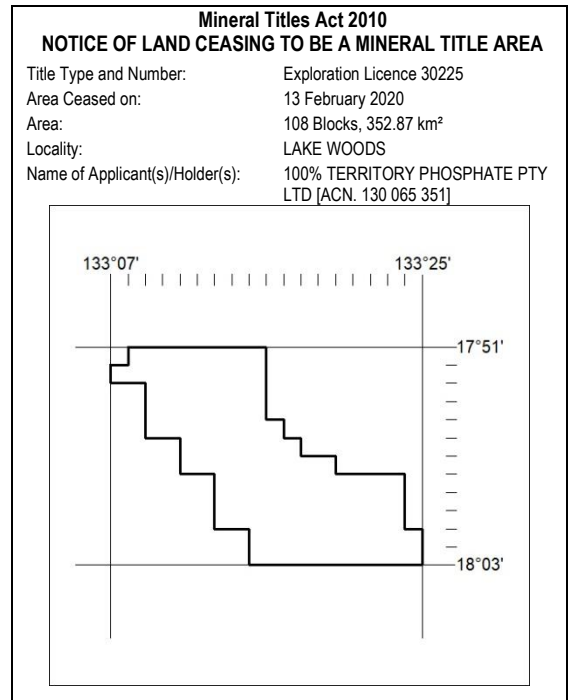 Mineral Titles Act 2010
NOTICE OF LAND CEASING TO BE A MINERAL TITLE AREA
Title Type and Number: Exploration Licence 30225
Area Ceased on: 13 February 2020
Area: 108 Blocks, 352.87 km²
Locality: LAKE WOODS
Name of Applicant(s)/Holder(s): 100% TERRITORY PHOSPHATE PTY
LTD [ACN. 130 065 351]
133°07' 133°25'
17°51'
18°03'